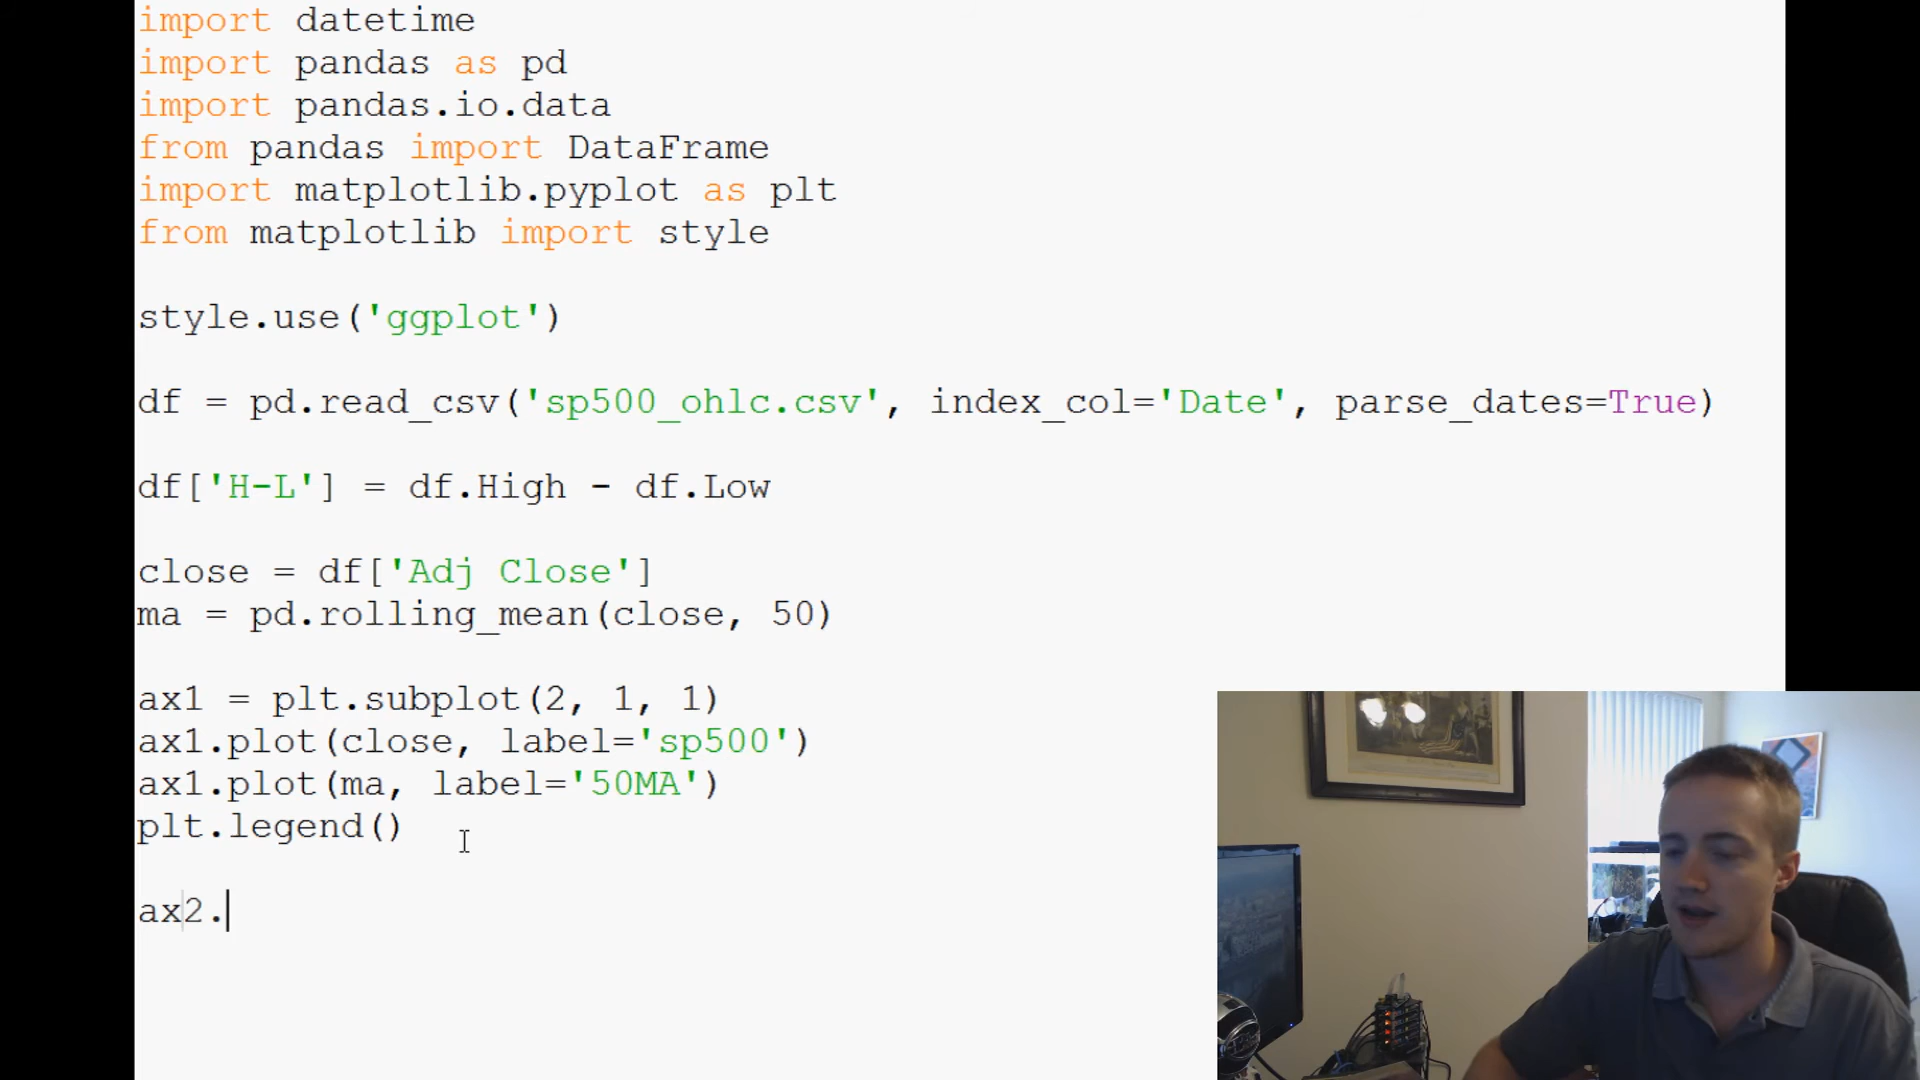 import datetime
import pandas as pd
import pandas.io.data
from pandas import DataFrame
import matplotlib.pyplot as plt
from matplotlib import style
style.use('ggplot')
df = pd.read_csv('sp500_ohlc.csv', index_col='Date', parse_dates=True)
df['H-L'] = df.High - df.Low
close = df['Adj Close']
ma = pd.rolling_mean(close, 50)
ax1 = plt.subplot(2, 1, 1)
ax1.plot(close, label='sp500')
ax1.plot(ma, label='50MA')
plt.legend()
ax2.